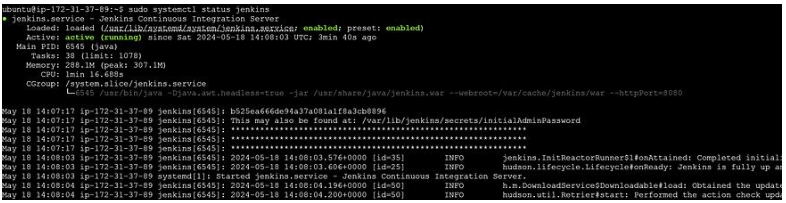 ubuntu@ip-172-31-37-89:~$ sudo systemctl status jenkins
● jenkins.service - Jenkins Continuous Integration Server
Loaded: loaded (/usr/lib/systemd/system/jenkins.service; enabled; preset: enabled)
Active: active (running) since Sat 2024-05-18 14:08:03 UTC; 3min 40s ago
Main PID: 6545 (java)
Tasks: 38 (limit: 1078)
Memory: 288.1M (peak: 307.1M)
CPU: 1min 16.688s
CGroup: /system.slice/jenkins.service
└─6545 /usr/bin/java -Djava.awt.headless=true -jar /usr/share/java/jenkins.war --webroot=/var/cache/jenkins/war --httpPort=8080
May 18 14:07:17 ip-172-31-37-89 jenkins[6545]: b525ea666de94a37a081a1f8a3cb8896
May 18 14:07:17 ip-172-31-37-89 jenkins[6545]: This may also be found at: /var/lib/jenkins/secrets/initialAdminPassword
May 18 14:07:17 ip-172-31-37-89 jenkins[6545]: *************************************************************
May 18 14:07:17 ip-172-31-37-89 jenkins[6545]: *************************************************************
May 18 14:07:17 ip-172-31-37-89 jenkins[6545]: *************************************************************
May 18 14:08:03 ip-172-31-37-89 jenkins[6545]: 2024-05-18 14:08:03.576+0000 [id=35] INFO jenkins.InitReactorRunner$1#onAttained: Completed initiali
May 18 14:08:03 ip-172-31-37-89 jenkins[6545]: 2024-05-18 14:08:03.606+0000 [id=25] INFO hudson.lifecycle.Lifecycle#onReady: Jenkins is fully up an
May 18 14:08:03 ip-172-31-37-89 systemd[1]: Started jenkins.service - Jenkins Continuous Integration Server.
May 18 14:08:04 ip-172-31-37-89 jenkins[6545]: 2024-05-18 14:08:04.196+0000 [id=50] INFO h.m.DownloadService$Downloadable#load: Obtained the update
May 18 14:08:04 ip-172-31-37-89 jenkins[6545]: 2024-05-18 14:08:04.200+0000 [id=50] INFO hudson.util.Retrier#start: Performed the action check upda